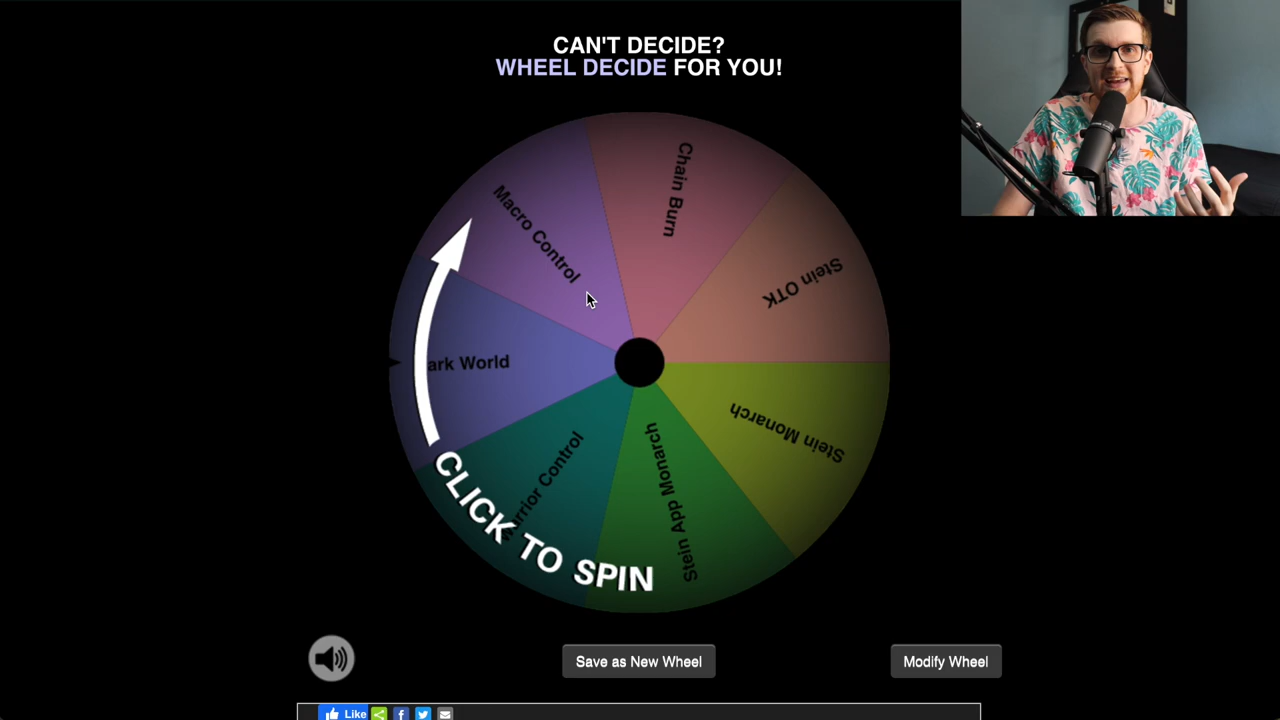 CAN'T DECIDE?
WHEEL DECIDE FOR YOU!
Chain Burn
Macro Control
Stein OTK
ark World
Stein Monarch
Stein App Monarch
Control
CLICK TO SPIN
Save as New Wheel
Modify Wheel
Like